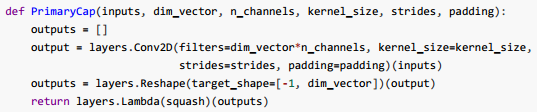 def PrimaryCap(inputs, dim_vector, n_channels, kernel_size, strides, padding):
    outputs = []
    output = layers.Conv2D(filters=dim_vector*n_channels, kernel_size=kernel_size,
                           strides=strides, padding=padding)(inputs)
    outputs = layers.Reshape(target_shape=[-1, dim_vector])(output)
    return layers.Lambda(squash)(outputs)